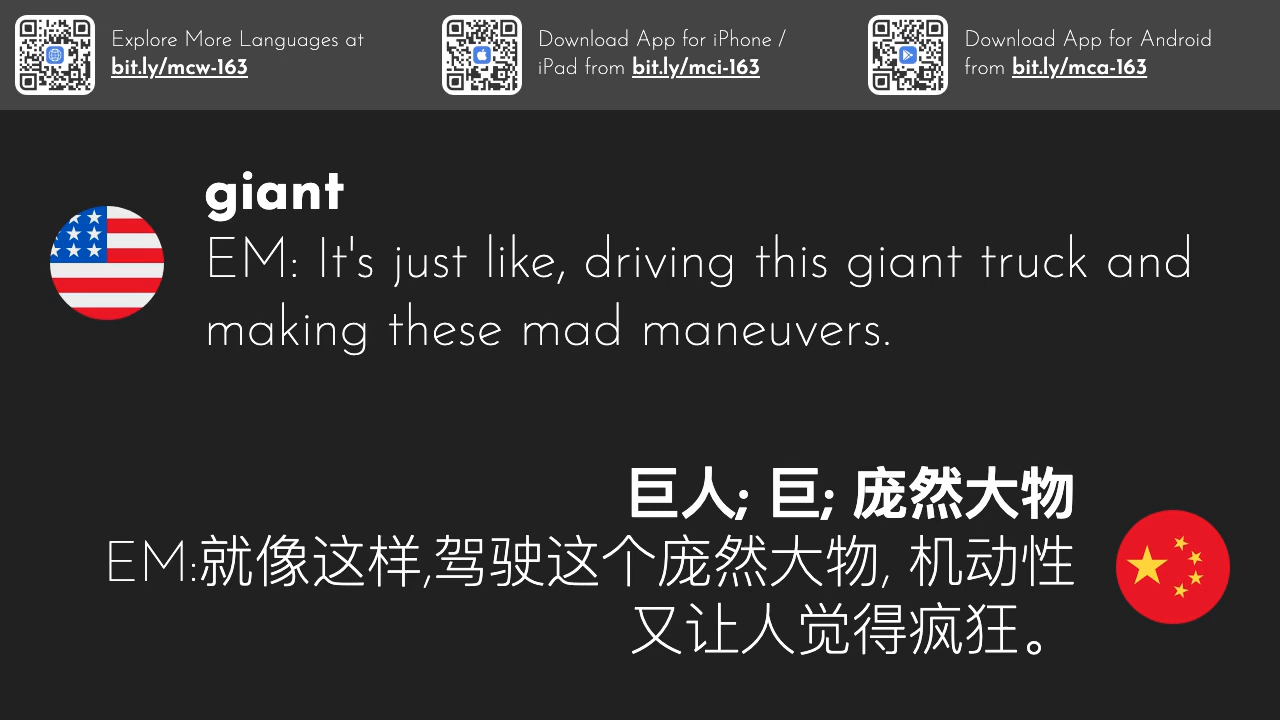 Explore More Languages at
bit.ly/mcw-163
Download App for iPhone /
iPad from bit.ly/mci-163
Download App for Android
from bit.ly/mca-163
giant
EM: It's just like, driving this giant truck and
making these mad maneuvers.
巨人; 巨; 庞然大物
EM:就像这样,驾驶这个庞然大物, 机动性
又让人觉得疯狂。